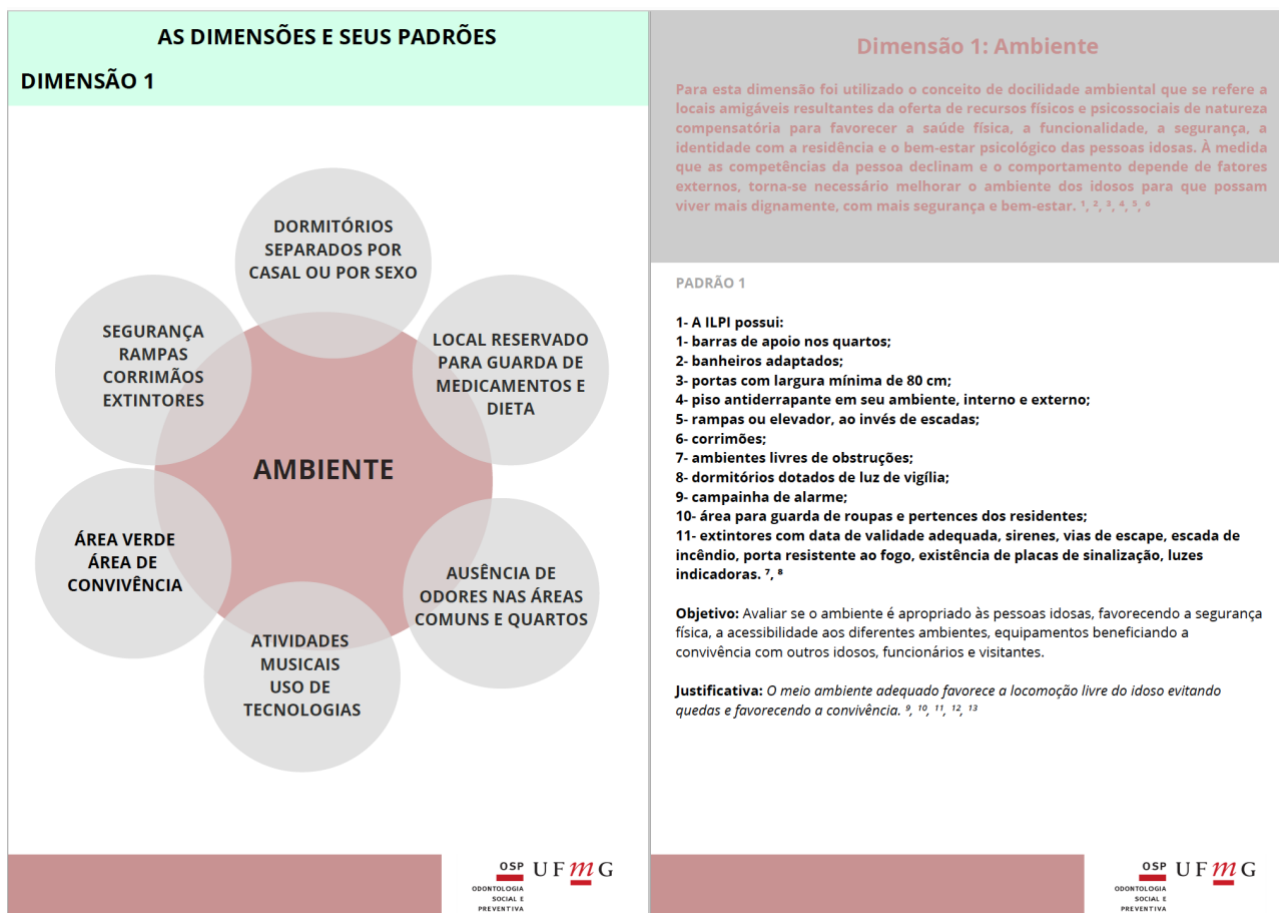 AS DIMENSÕES E SEUS PADRÕES
DIMENSÃO 1
DORMITÓRIOS
SEPARADOS POR
CASAL OU POR SEXO
SEGURANÇA
RAMPAS
CORRIMÃOS
EXTINTORES
LOCAL RESERVADO
PARA GUARDA DE
MEDICAMENTOS E
DIETA
AMBIENTE
ÁREA VERDE
ÁREA DE
CONVIVÊNCIA
AUSÊNCIA DE
ODORES NAS ÁREAS
COMUNS E QUARTOS
ATIVIDADES
MUSICAIS
USO DE
TECNOLOGIAS
OSP
ODONTOLOGIA
SOCIAL E
PREVENTIVA
UFmG
Dimensão 1: Ambiente
Para esta dimensão foi utilizado o conceito de docilidade ambiental que se refere a
locais amigáveis resultantes da oferta de recursos físicos e psicossociais de natureza
compensatória para favorecer a saúde física, a funcionalidade, a segurança, a
identidade com a residência e o bem-estar psicológico das pessoas idosas. À medida
que as competências da pessoa declinam e o comportamento depende de fatores
externos, torna-se necessário melhorar o ambiente dos idosos para que possam
viver mais dignamente, com mais segurança e bem-estar. ¹, ², ³, ⁴, ⁵, ⁶
PADRÃO 1
1- A ILPI possui:
1- barras de apoio nos quartos;
2- banheiros adaptados;
3- portas com largura mínima de 80 cm;
4- piso antiderrapante em seu ambiente, interno e externo;
5- rampas ou elevador, ao invés de escadas;
6- corrimões;
7- ambientes livres de obstruções;
8- dormitórios dotados de luz de vigília;
9- campainha de alarme;
10- área para guarda de roupas e pertences dos residentes;
11- extintores com data de validade adequada, sirenes, vias de escape, escada de
incêndio, porta resistente ao fogo, existência de placas de sinalização, luzes
indicadoras. ⁷, ⁸
Objetivo: Avaliar se o ambiente é apropriado às pessoas idosas, favorecendo a segurança
física, a acessibilidade aos diferentes ambientes, equipamentos beneficiando a
convivência com outros idosos, funcionários e visitantes.
Justificativa: O meio ambiente adequado favorece a locomoção livre do idoso evitando
quedas e favorecendo a convivência. ⁹, ¹⁰, ¹¹, ¹², ¹³
OSP
ODONTOLOGIA
SOCIAL E
PREVENTIVA
UFmG